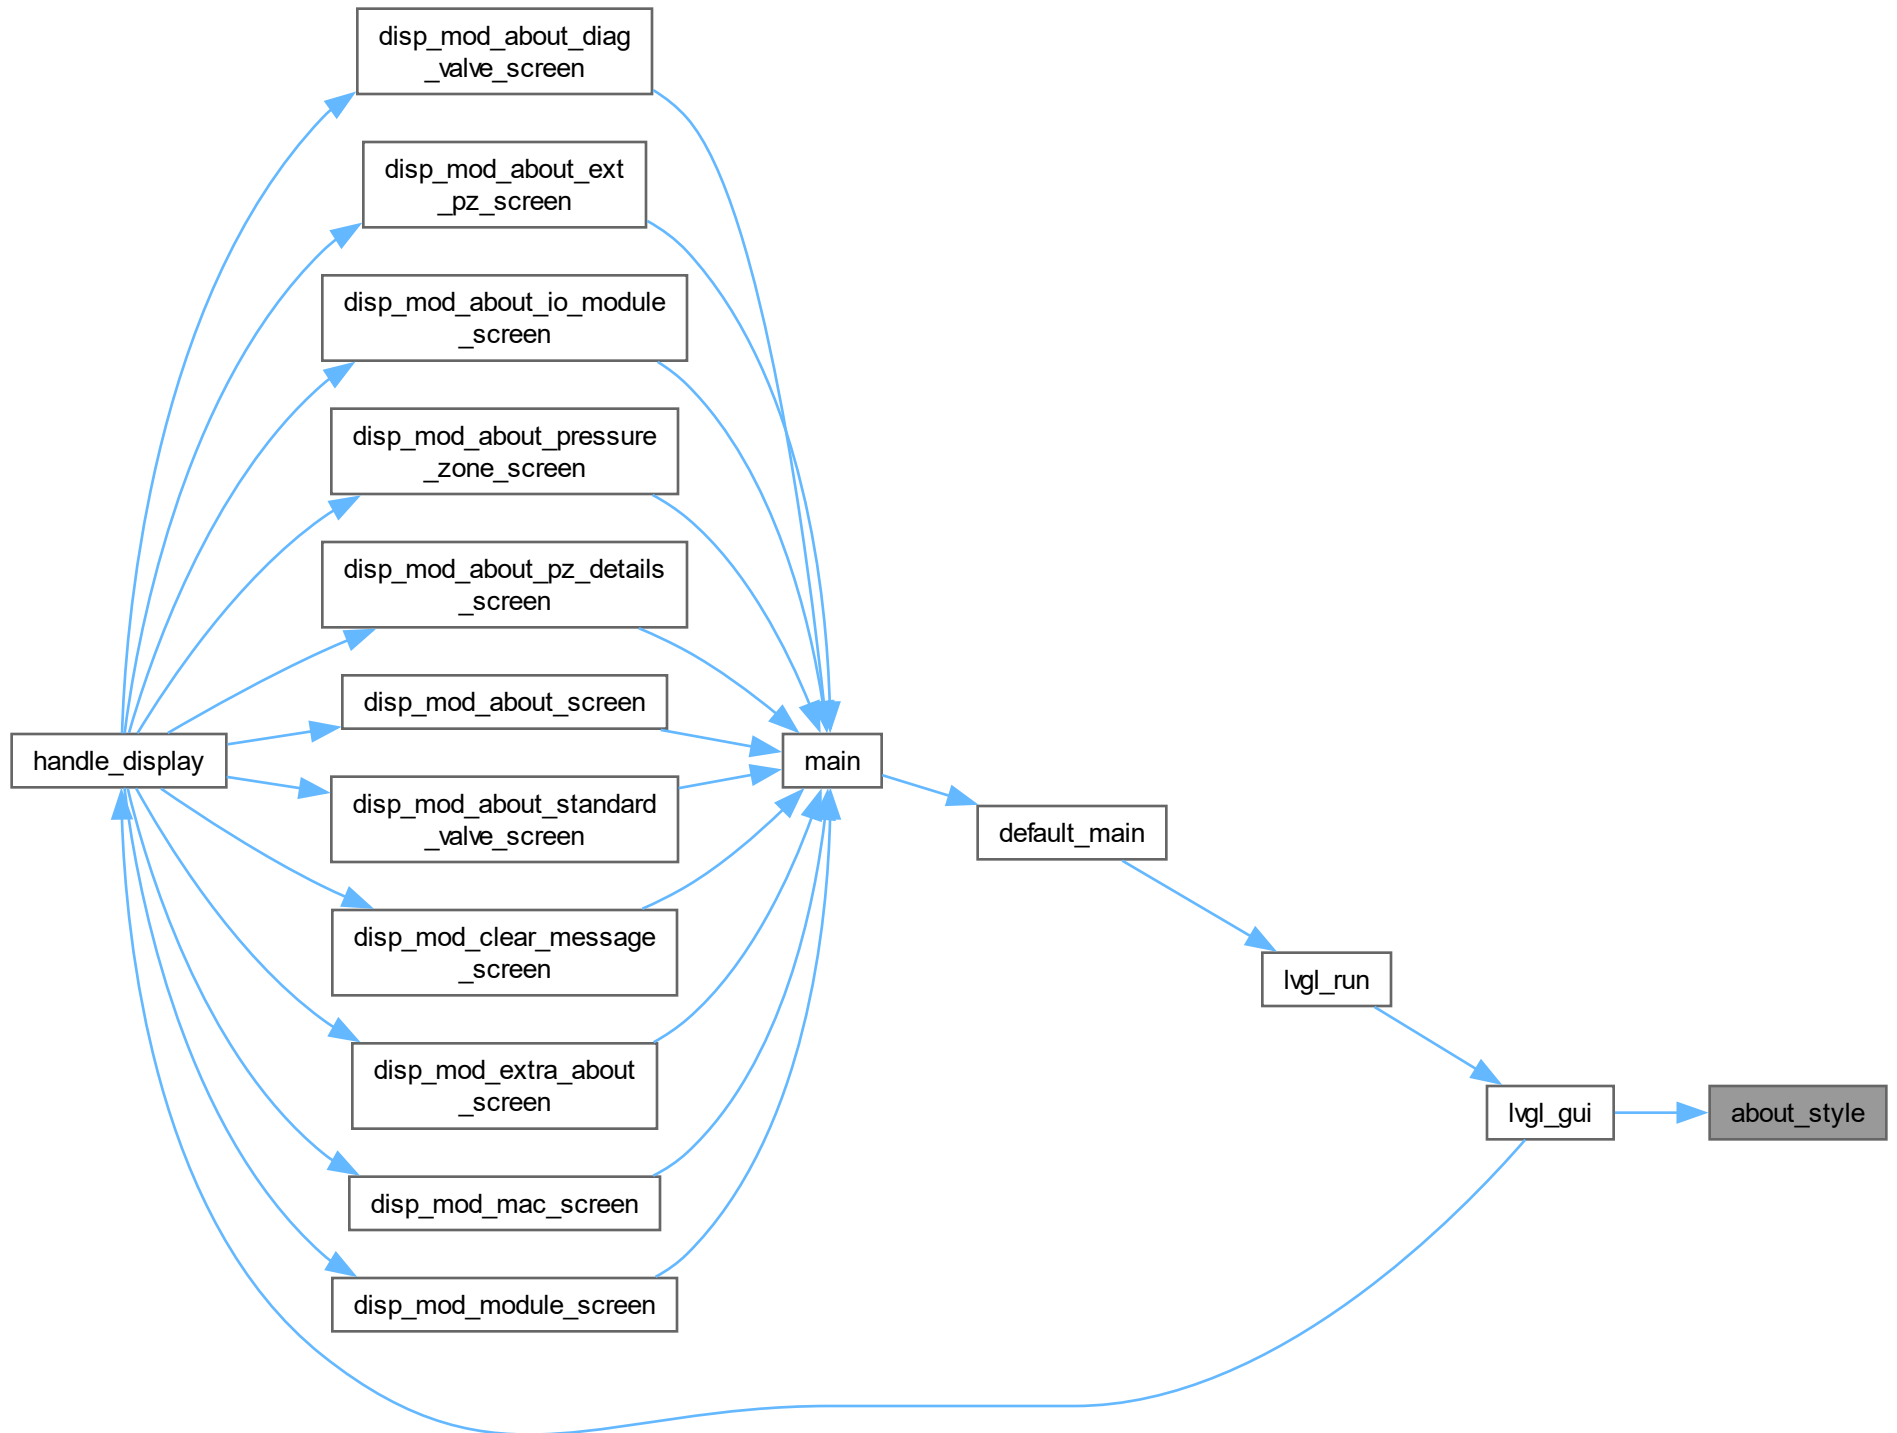 disp_mod_about_diag
_valve_screen
disp_mod_about_ext
_pz_screen
disp_mod_about_io_module
_screen
disp_mod_about_pressure
_zone_screen
disp_mod_about_pz_details
_screen
disp_mod_about_screen
handle_display
main
disp_mod_about_standard
_valve_screen
default_main
disp_mod_clear_message
_screen
lvgl_run
disp_mod_extra_about
_screen
lvgl_gui
about_style
disp_mod_mac_screen
disp_mod_module_screen